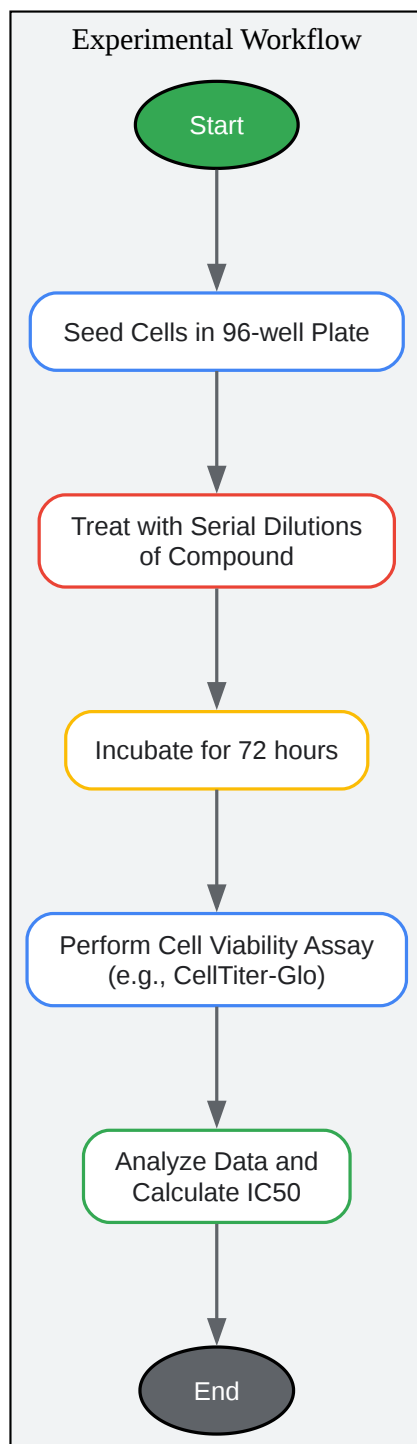 Experimental Workflow
Start
Seed Cells in 96-well Plate
Treat with Serial Dilutions
of Compound
Incubate for 72 hours
Perform Cell Viability Assay
(e.g., CellTiter-Glo)
Analyze Data and
Calculate IC50
End